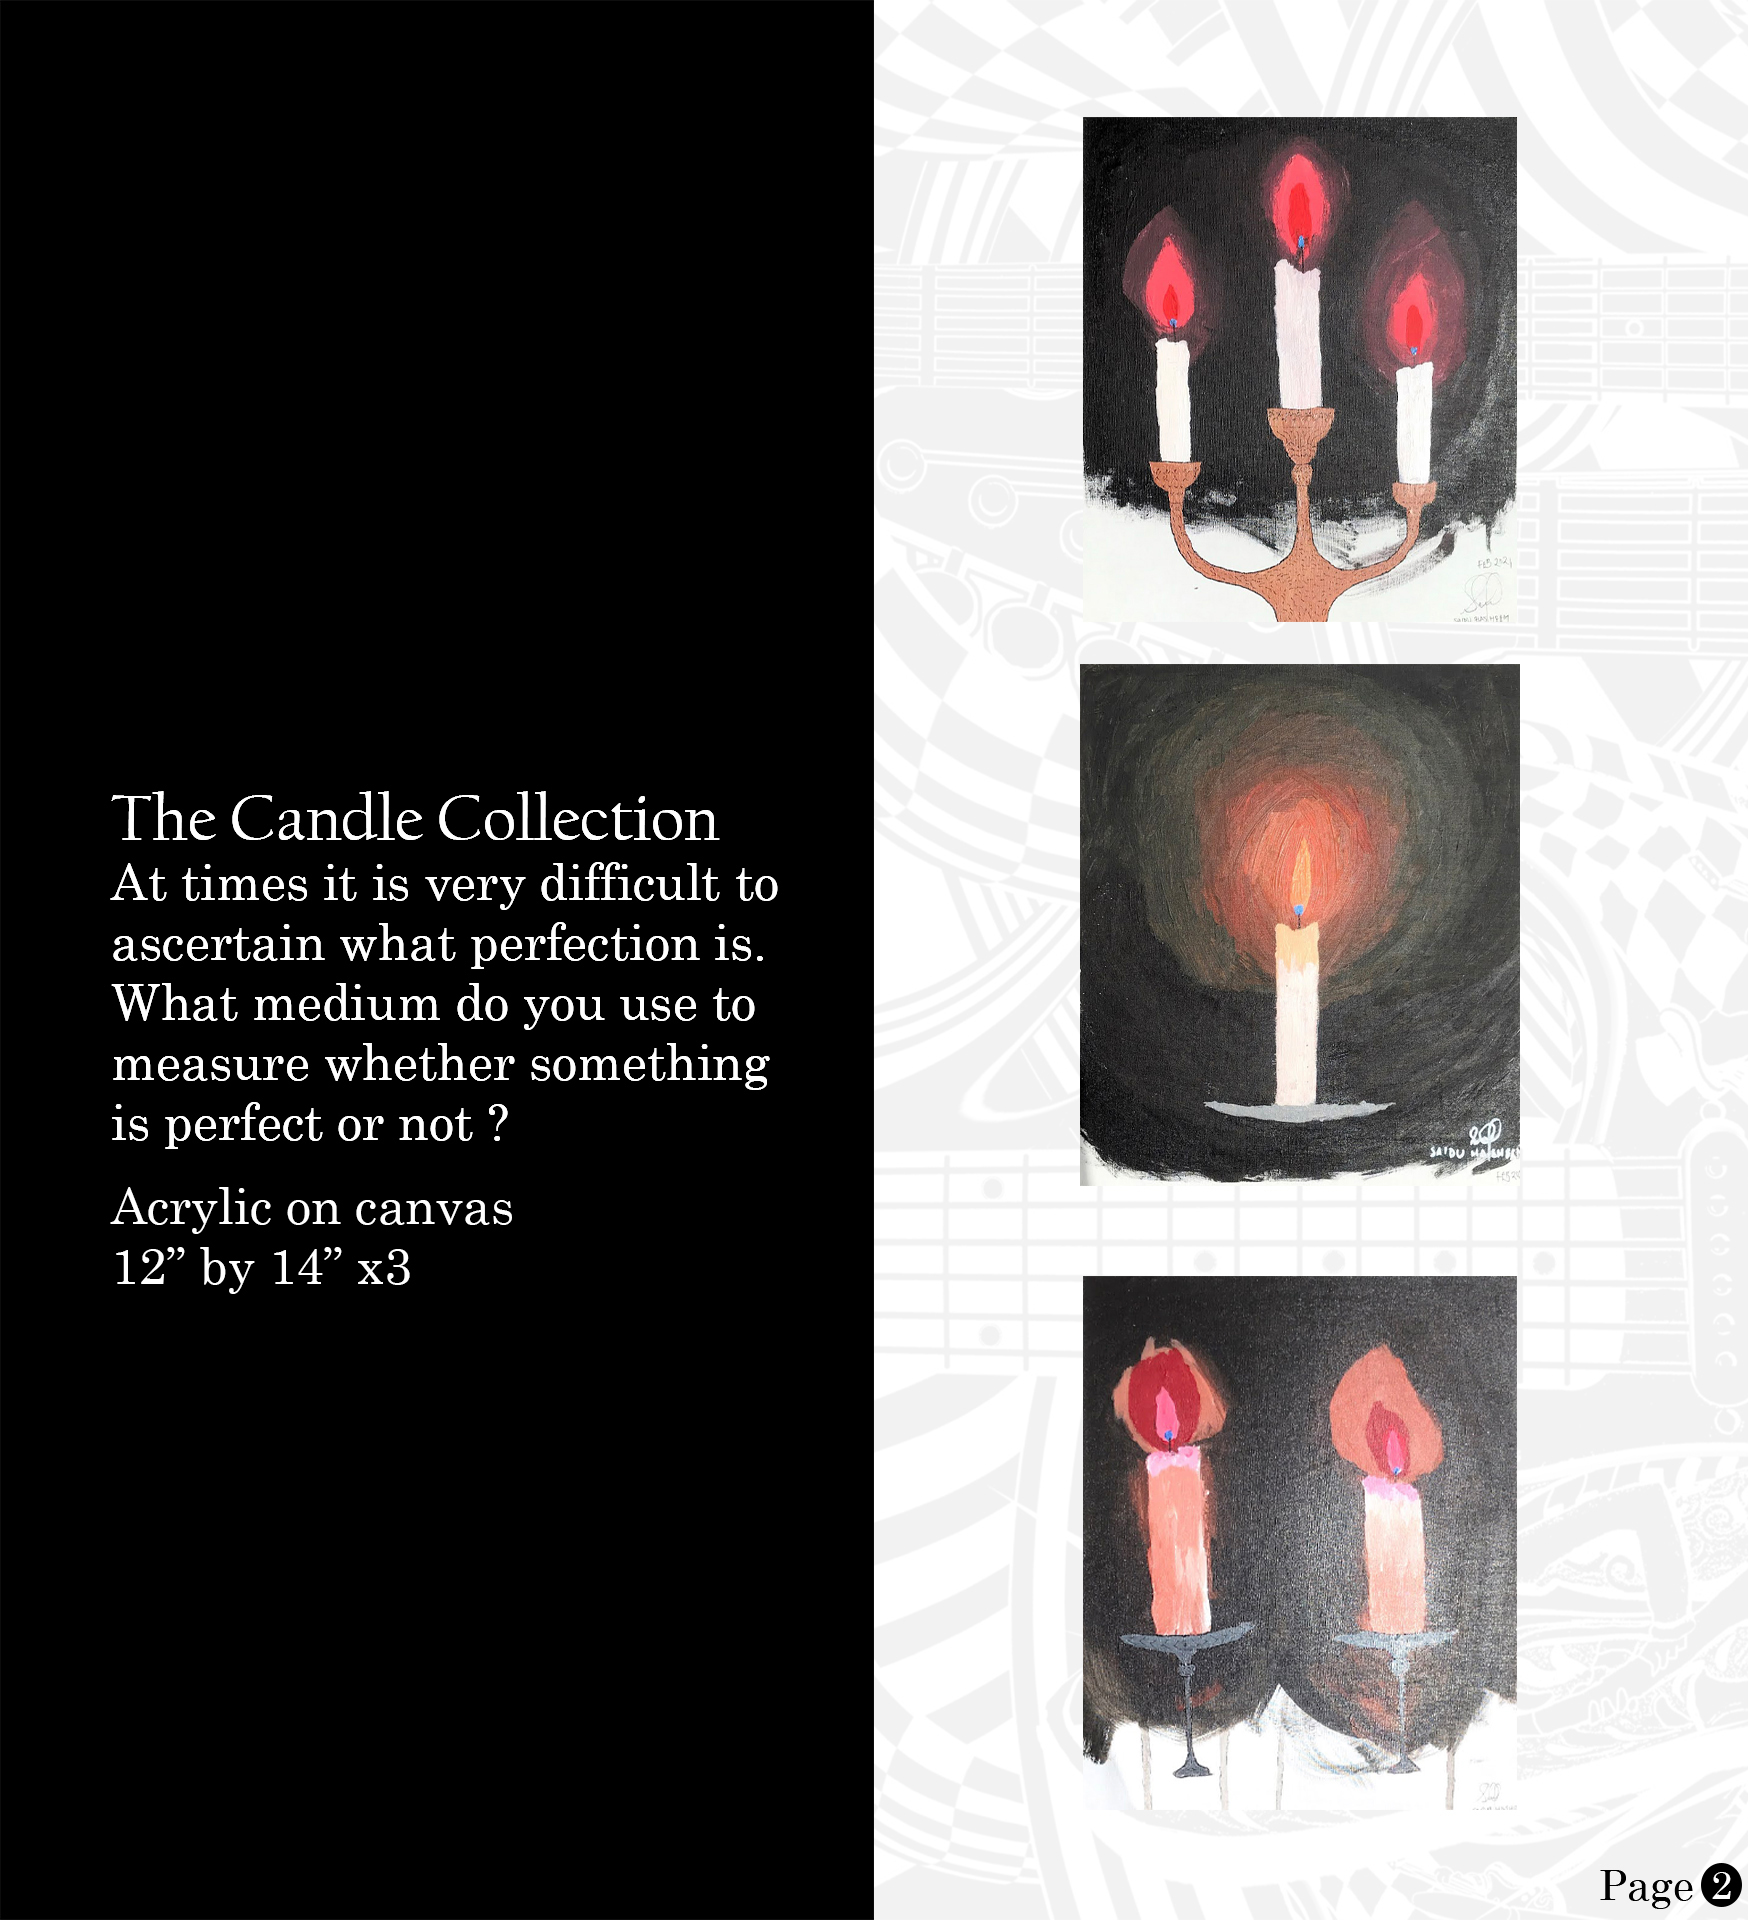 The Candle Collection
At times it is very difficult to
ascertain what perfection is.
What medium do you use to
measure whether something
is perfect or not ?
Acrylic on canvas
12” by 14” x3
SAIDU
Page 2